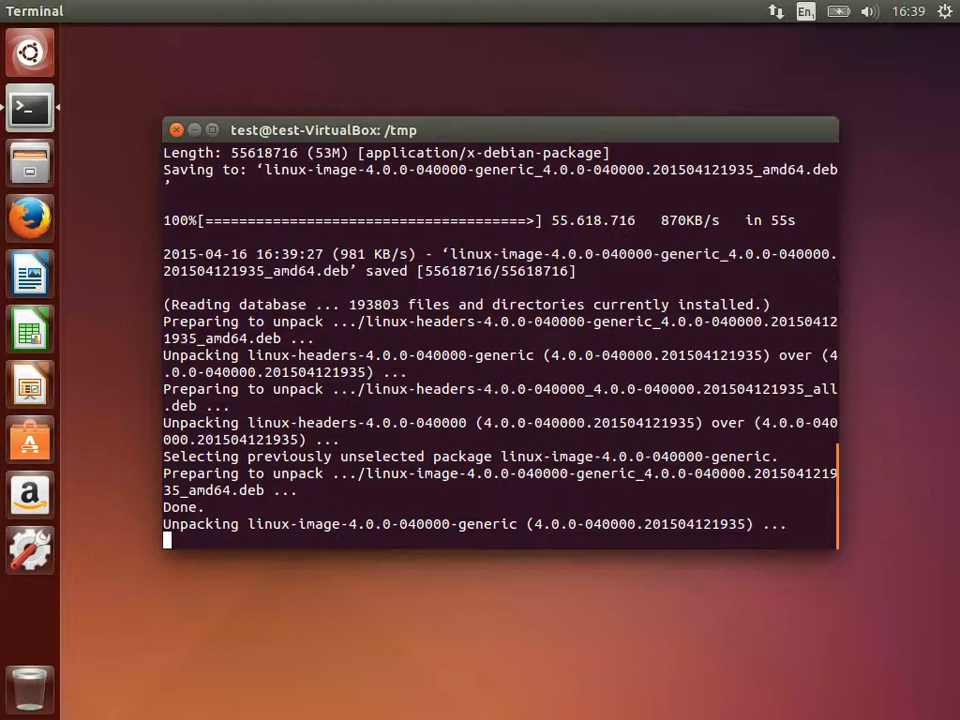 Terminal
En1
16:39
test@test-VirtualBox: /tmp
Length: 55618716 (53M) [application/x-debian-package]
Saving to: ‘linux-image-4.0.0-040000-generic_4.0.0-040000.201504121935_amd64.deb
’
100%[======================================>] 55.618.716   870KB/s   in 55s
2015-04-16 16:39:27 (981 KB/s) - ‘linux-image-4.0.0-040000-generic_4.0.0-040000.
201504121935_amd64.deb’ saved [55618716/55618716]
(Reading database ... 193803 files and directories currently installed.)
Preparing to unpack .../linux-headers-4.0.0-040000-generic_4.0.0-040000.20150412
1935_amd64.deb ...
Unpacking linux-headers-4.0.0-040000-generic (4.0.0-040000.201504121935) over (4
.0.0-040000.201504121935) ...
Preparing to unpack .../linux-headers-4.0.0-040000_4.0.0-040000.201504121935_all
.deb ...
Unpacking linux-headers-4.0.0-040000 (4.0.0-040000.201504121935) over (4.0.0-040
000.201504121935) ...
Selecting previously unselected package linux-image-4.0.0-040000-generic.
Preparing to unpack .../linux-image-4.0.0-040000-generic_4.0.0-040000.2015041219
35_amd64.deb ...
Done.
Unpacking linux-image-4.0.0-040000-generic (4.0.0-040000.201504121935) ...